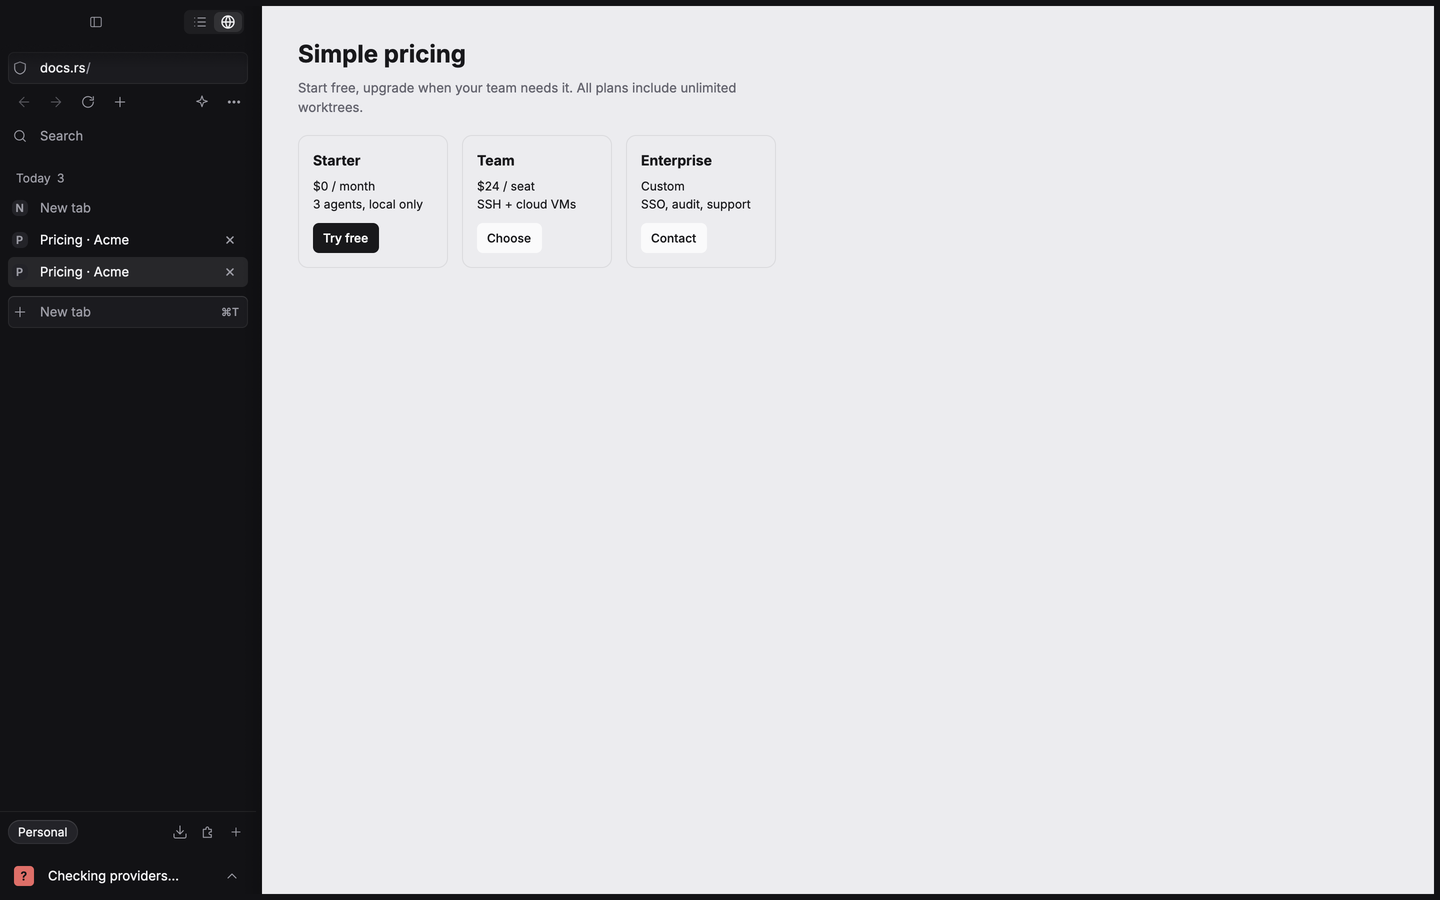 docs.rs/
Search
Today 3
N New tab
P Pricing · Acme
P Pricing · Acme
New tab ⌘T
Personal
? Checking providers...
Simple pricing
Start free, upgrade when your team needs it. All plans include unlimited
worktrees.
Starter
$0 / month
3 agents, local only
Try free
Team
$24 / seat
SSH + cloud VMs
Choose
Enterprise
Custom
SSO, audit, support
Contact